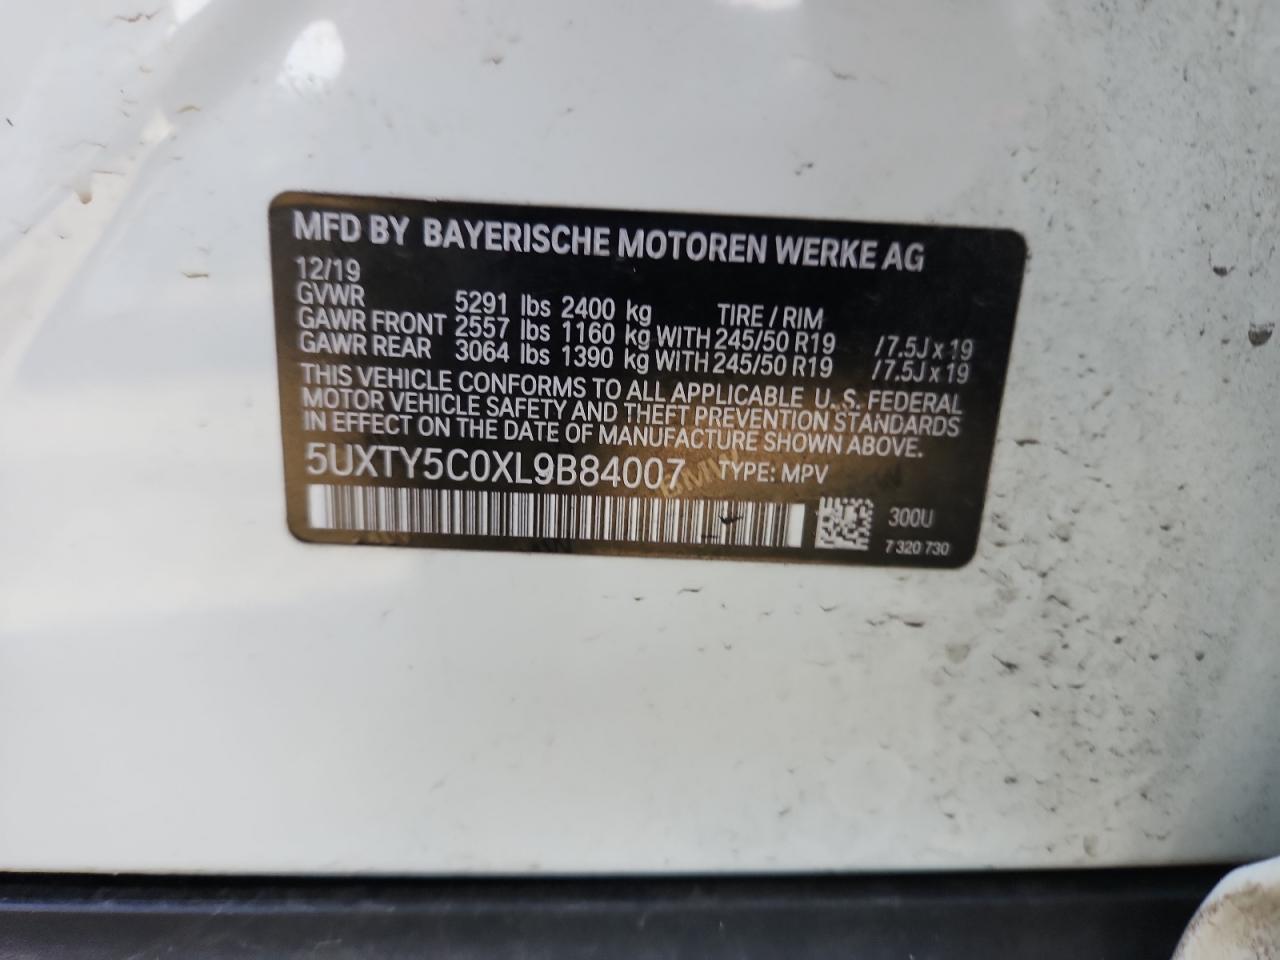 MFD BY BAYERISCHE MOTOREN WERKE AG
12/19
GVWR 5291 lbs 2400 kg TIRE / RIM
GAWR FRONT 2557 lbs 1160 kg WITH 245/50 R19 / 7.5J x 19
GAWR REAR 3064 lbs 1390 kg WITH 245/50 R19 / 7.5J x 19
THIS VEHICLE CONFORMS TO ALL APPLICABLE U.S. FEDERAL
MOTOR VEHICLE SAFETY AND THEFT PREVENTION STANDARDS
IN EFFECT ON THE DATE OF MANUFACTURE SHOWN ABOVE.
5UXTY5C0XL9B84007 TYPE: MPV
BMW
300U
7 320 730